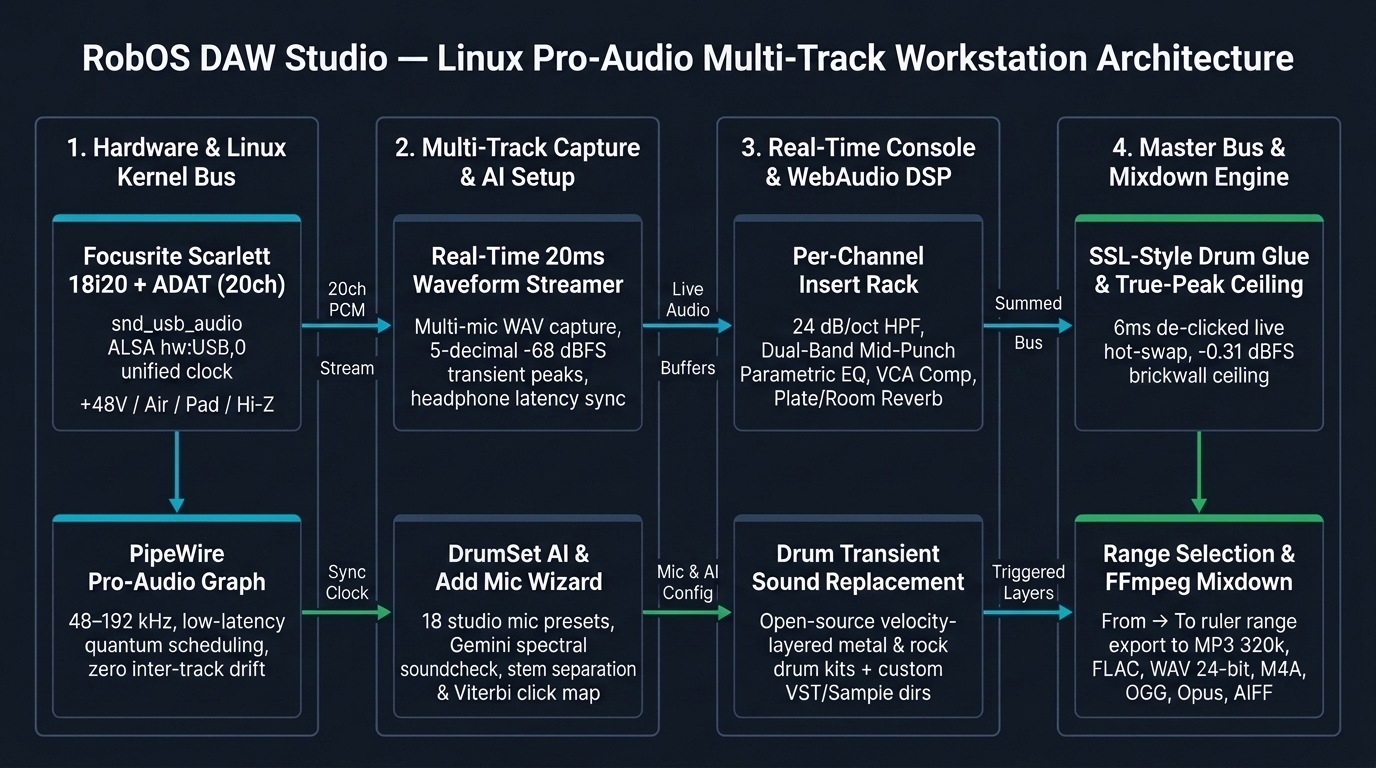 RobOS DAW Studio — Linux Pro-Audio Multi-Track Workstation Architecture
1. Hardware & Linux
Kernel Bus
Focusrite Scarlett
18i20 + ADAT (20ch)
snd_usb_audio
ALSA hw:USB,0
unified clock
+48V / Air / Pad / Hi-Z
PipeWire
Pro-Audio Graph
48–192 kHz, low-latency
quantum scheduling,
zero inter-track drift
20ch
PCM
Stream
Sync
Clock
2. Multi-Track Capture
& AI Setup
Real-Time 20ms
Waveform Streamer
Multi-mic WAV capture,
5-decimal -68 dBFS
transient peaks,
headphone latency sync
DrumSet AI &
Add Mic Wizard
18 studio mic presets,
Gemini spectral
soundcheck, stem separation
& Viterbi click map
Live
Audio
Buffers
Mic & AI
Config
3. Real-Time Console
& WebAudio DSP
Per-Channel
Insert Rack
24 dB/oct HPF,
Dual-Band Mid-Punch
Parametric EQ, VCA Comp,
Plate/Room Reverb
Drum Transient
Sound Replacement
Open-source velocity-
layered metal & rock
drum kits + custom
VST/Sampie dirs
Summed
Bus
Triggered
Layers
4. Master Bus &
Mixdown Engine
SSL-Style Drum Glue
& True-Peak Ceiling
6ms de-clicked live
hot-swap, -0.31 dBFS
brickwall ceiling
Range Selection &
FFmpeg Mixdown
From → To ruler range
export to MP3 320k,
FLAC, WAV 24-bit, M4A,
OGG, Opus, AIFF